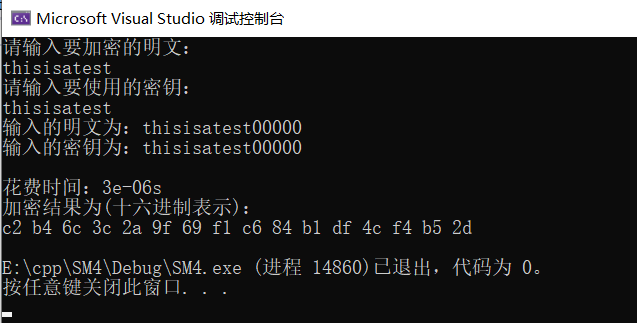 Microsoft Visual Studio 调试控制台
请输入要加密的明文：
thisisatest
请输入要使用的密钥：
thisisatest
输入的明文为：thisisatest00000
输入的密钥为：thisisatest00000
花费时间：3e-06s
加密结果为(十六进制表示)：
c2 b4 6c 3c 2a 9f 69 f1 c6 84 b1 df 4c f4 b5 2d
E:\cpp\SM4\Debug\SM4.exe (进程 14860)已退出，代码为 0。
按任意键关闭此窗口. . .